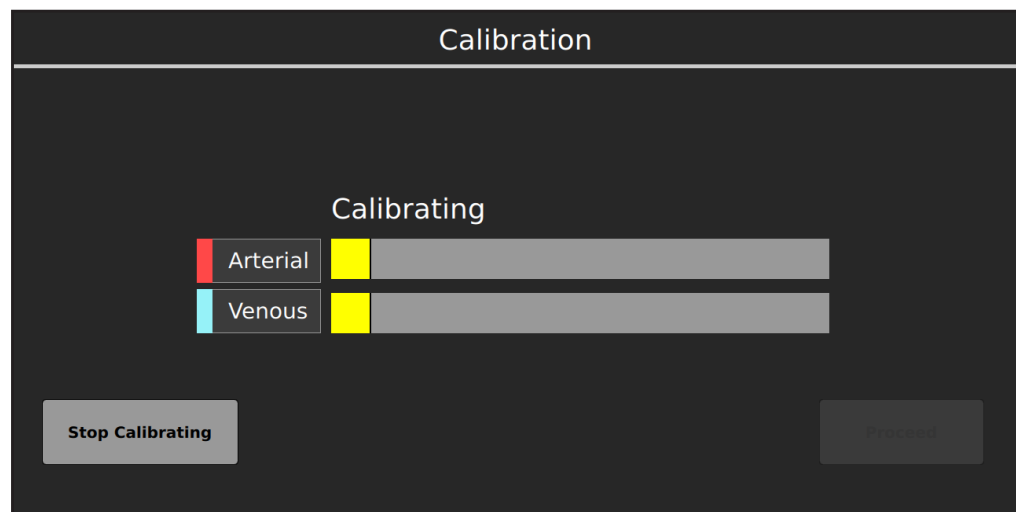 Calibration
Calibrating
Arterial
Venous
Stop Calibrating
Proceed